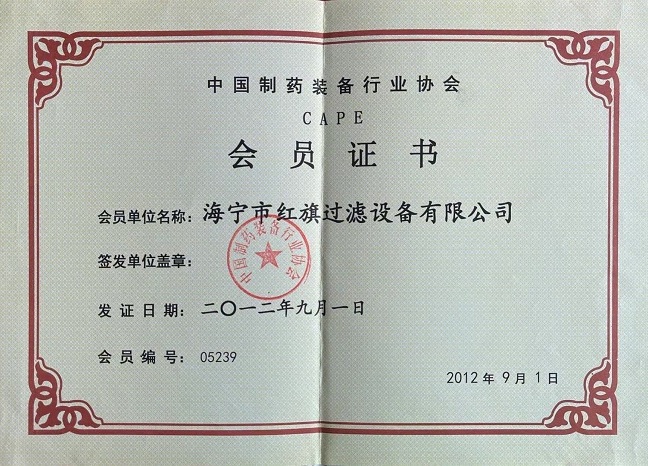 中国制药装备行业协会
CAPE
会员证书
会员单位名称：海宁市红旗过滤设备有限公司
签发单位盖章：
中国制药装备行业协会
发证日期：二〇一二年九月一日
会员编号：05239
2012年9月1日